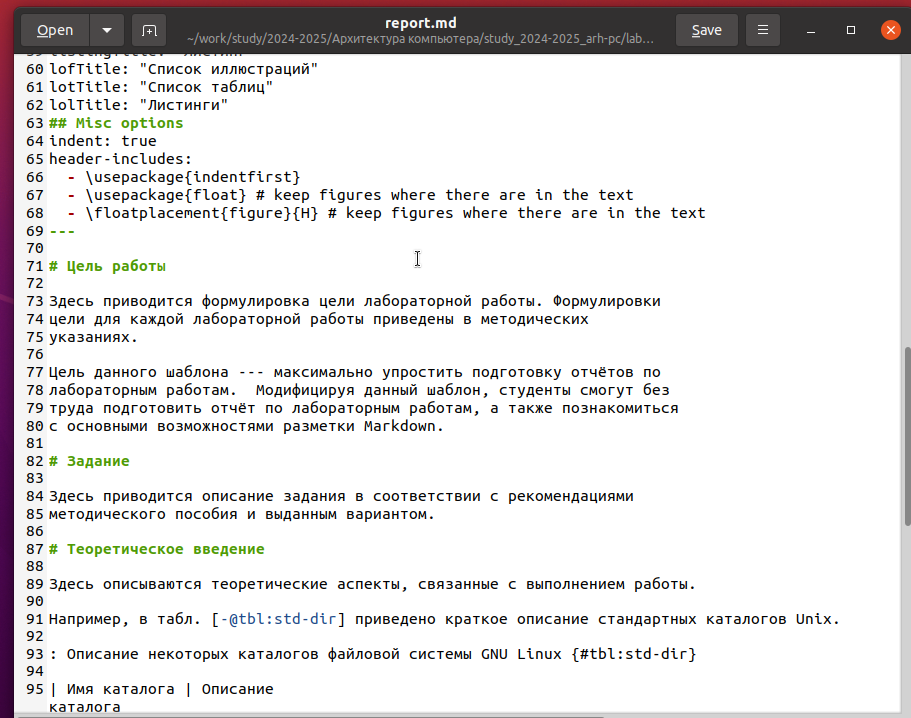 report.md
Open
Save
~/work/study/2024-2025/Архитектура компьютера/study_2024-2025_arh-pc/lab...
60 lofTitle: "Список иллюстраций"
61 lotTitle: "Список таблиц"
62 lolTitle: "Листинги"
63 ## Misc options
64 indent: true
65 header-includes:
66   - \usepackage{indentfirst}
67   - \usepackage{float} # keep figures where there are in the text
68   - \floatplacement{figure}{H} # keep figures where there are in the text
69 ---
70
71 # Цель работы
72
73 Здесь приводится формулировка цели лабораторной работы. Формулировки
74 цели для каждой лабораторной работы приведены в методических
75 указаниях.
76
77 Цель данного шаблона --- максимально упростить подготовку отчётов по
78 лабораторным работам.  Модифицируя данный шаблон, студенты смогут без
79 труда подготовить отчёт по лабораторным работам, а также познакомиться
80 с основными возможностями разметки Markdown.
81
82 # Задание
83
84 Здесь приводится описание задания в соответствии с рекомендациями
85 методического пособия и выданным вариантом.
86
87 # Теоретическое введение
88
89 Здесь описываются теоретические аспекты, связанные с выполнением работы.
90
91 Например, в табл. [-@tbl:std-dir] приведено краткое описание стандартных каталогов Unix.
92
93 : Описание некоторых каталогов файловой системы GNU Linux {#tbl:std-dir}
94
95 | Имя каталога | Описание
каталога